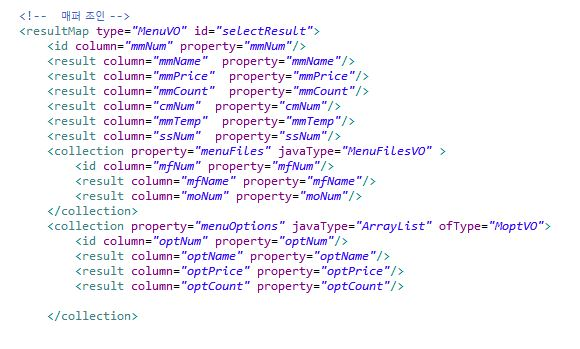 <!--  매퍼 조인 -->
<resultMap type="MenuVO" id="selectResult">
    <id column="mmNum" property="mmNum"/>
    <result column="mmName"  property="mmName"/>
    <result column="mmPrice"  property="mmPrice"/>
    <result column="mmCount"  property="mmCount"/>
    <result column="cmNum"  property="cmNum"/>
    <result column="mmTemp"  property="mmTemp"/>
    <result column="ssNum"  property="ssNum"/>
    <collection property="menuFiles" javaType="MenuFilesVO" >
        <id column="mfNum" property="mfNum"/>
        <result column="mfName" property="mfName"/>
        <result column="moNum" property="moNum"/>
    </collection>
    <collection property="menuOptions" javaType="ArrayList" ofType="MoptVO">
        <id column="optNum" property="optNum"/>
        <result column="optName" property="optName"/>
        <result column="optPrice" property="optPrice"/>
        <result column="optCount" property="optCount"/>
    </collection>